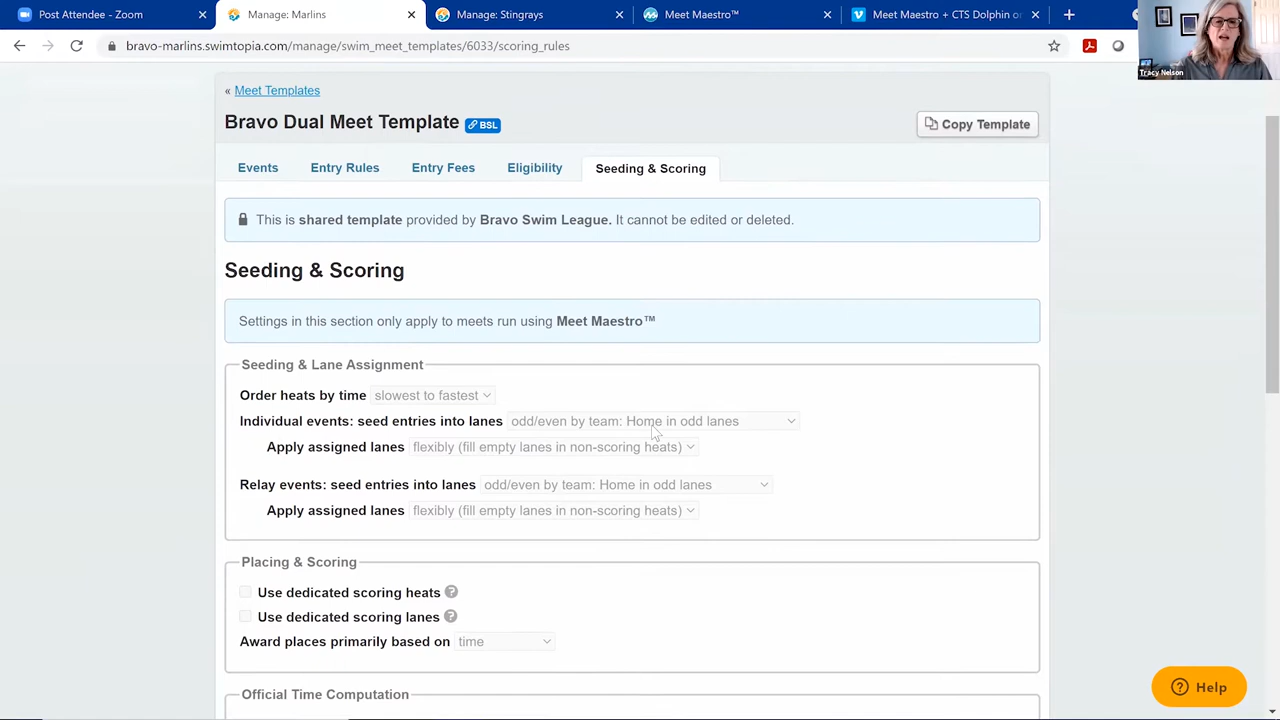 Post Attendee - Zoom
Manage: Marlins
Manage: Stingrays
Meet Maestro™
Meet Maestro + CTS Dolphin o
bravo-marlins.swimtopia.com/manage/swim_meet_templates/6033/scoring_rules
Tracy Nelson
« Meet Templates
Bravo Dual Meet Template BSL
Copy Template
Events Entry Rules Entry Fees Eligibility Seeding & Scoring
This is shared template provided by Bravo Swim League. It cannot be edited or deleted.
Seeding & Scoring
Settings in this section only apply to meets run using Meet Maestro™
Seeding & Lane Assignment
Order heats by time slowest to fastest
Individual events: seed entries into lanes odd/even by team: Home in odd lanes
Apply assigned lanes flexibly (fill empty lanes in non-scoring heats)
Relay events: seed entries into lanes odd/even by team: Home in odd lanes
Apply assigned lanes flexibly (fill empty lanes in non-scoring heats)
Placing & Scoring
Use dedicated scoring heats ?
Use dedicated scoring lanes ?
Award places primarily based on time
Official Time Computation
? Help